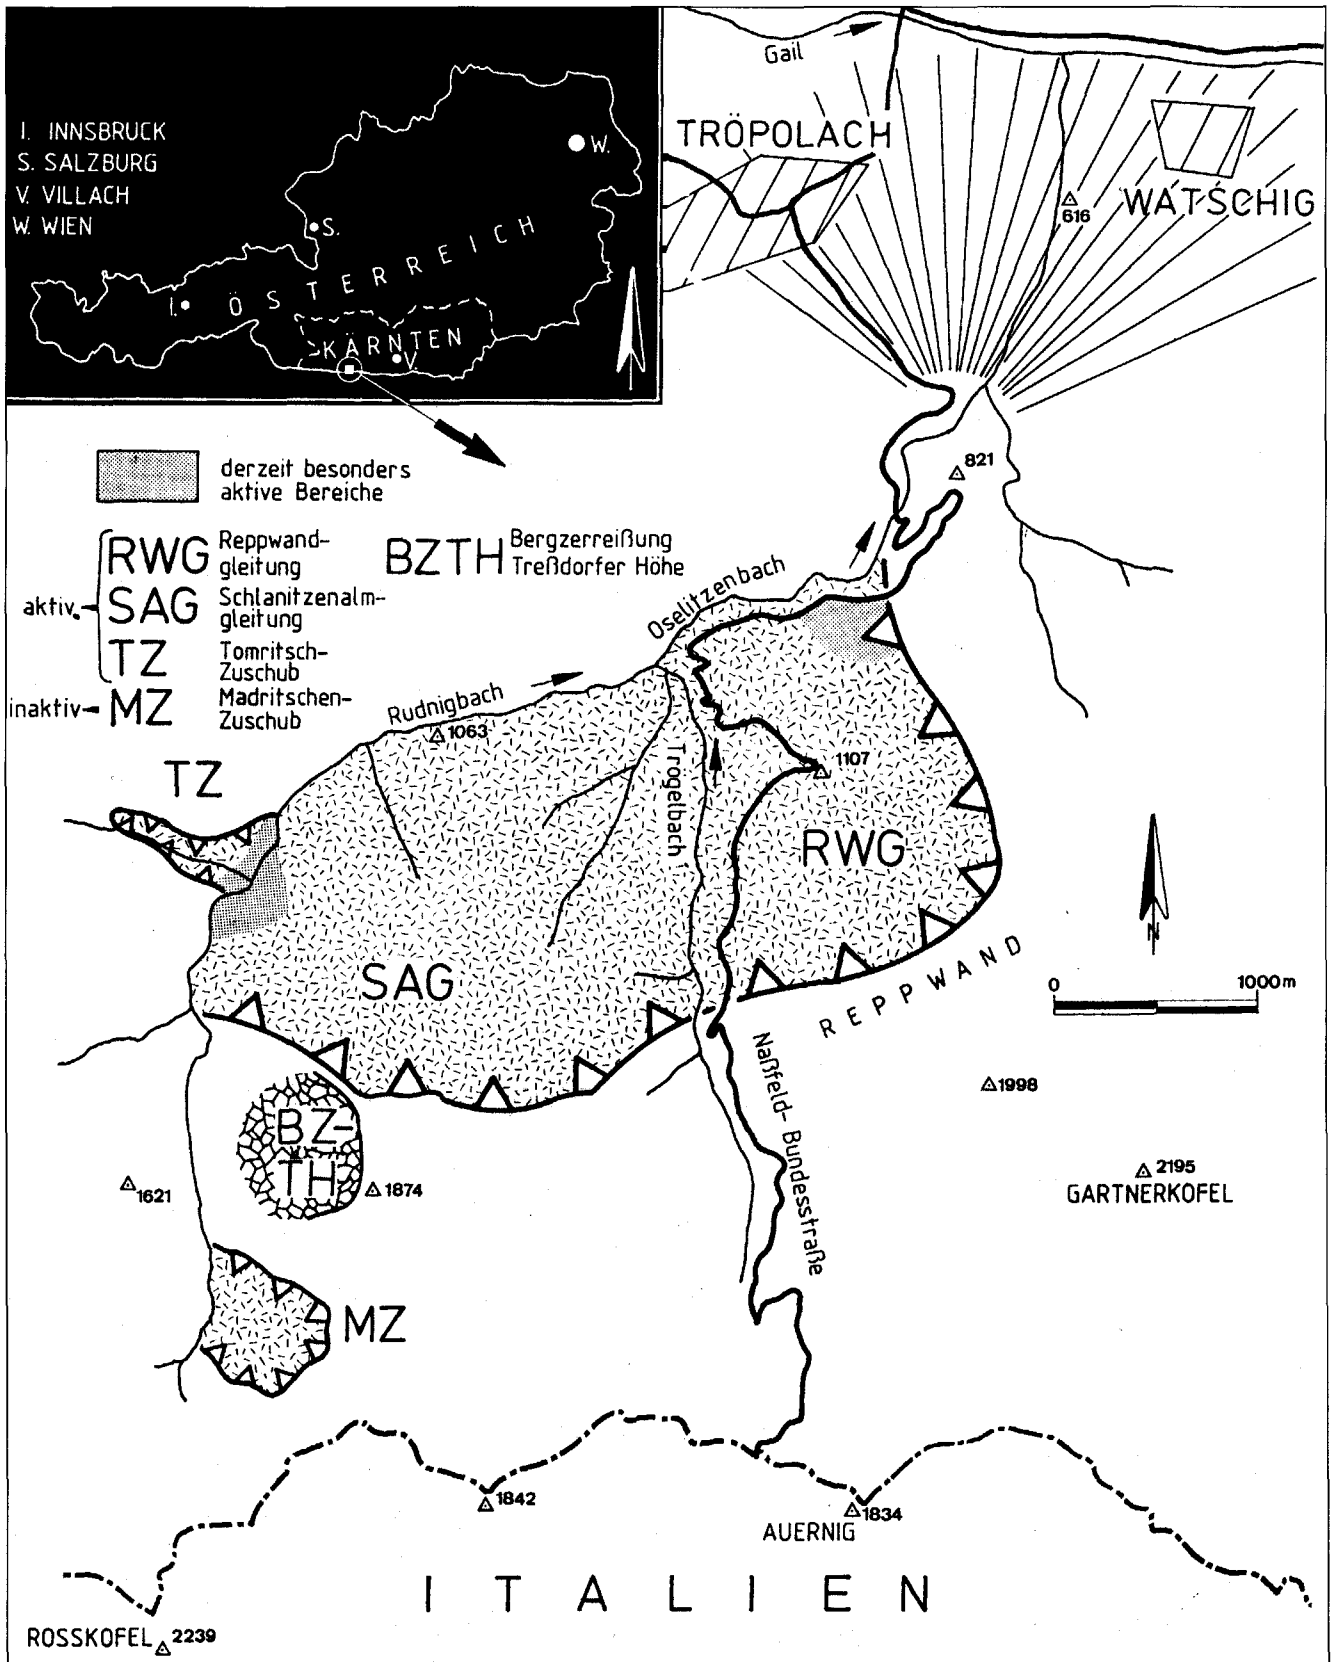 I. INNSBRUCK
S. SALZBURG
V. VILLACH
W. WIEN
W.
S.
I.
ÖSTERREICH
KÄRNTEN
V.
Gail
TRÖPOLACH
WATSCHIG
616
821
derzeit besonders
aktive Bereiche
aktiv
RWG Reppwand-
gleitung
SAG Schlanitzenalm-
gleitung
TZ Tomritsch-
Zuschub
inaktiv
MZ Madritschen-
Zuschub
BZTH Bergzerreißung
Treßdorfer Höhe
Oselitzenbach
Rudnigbach
1063
Trögelbach
1107
TZ
RWG
SAG
REPPWAND
N
0 1000m
BZ-
TH
1874
1621
1998
2195
GARTNERKOFEL
Naßfeld-Bundesstraße
MZ
1842
1834
AUERNIG
ITALIEN
ROSSKOFEL 2239